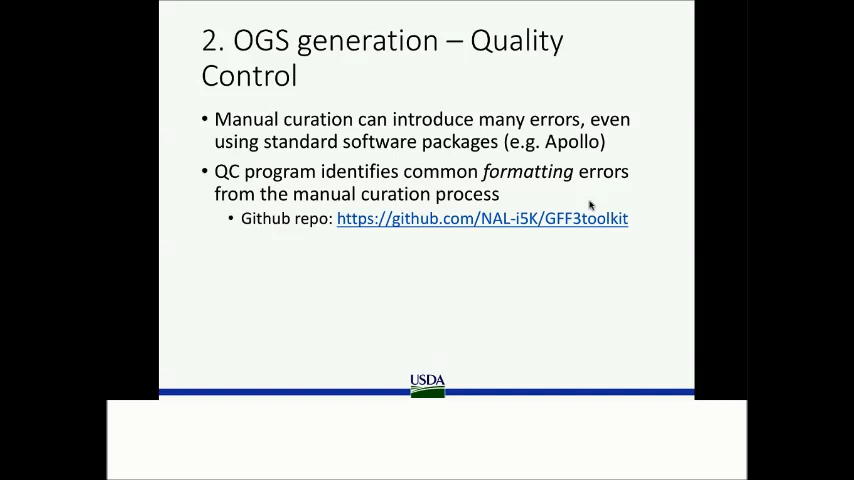 2. OGS generation – Quality
Control
• Manual curation can introduce many errors, even
using standard software packages (e.g. Apollo)
• QC program identifies common formatting errors
from the manual curation process
• Github repo: https://github.com/NAL-i5K/GFF3toolkit
USDA